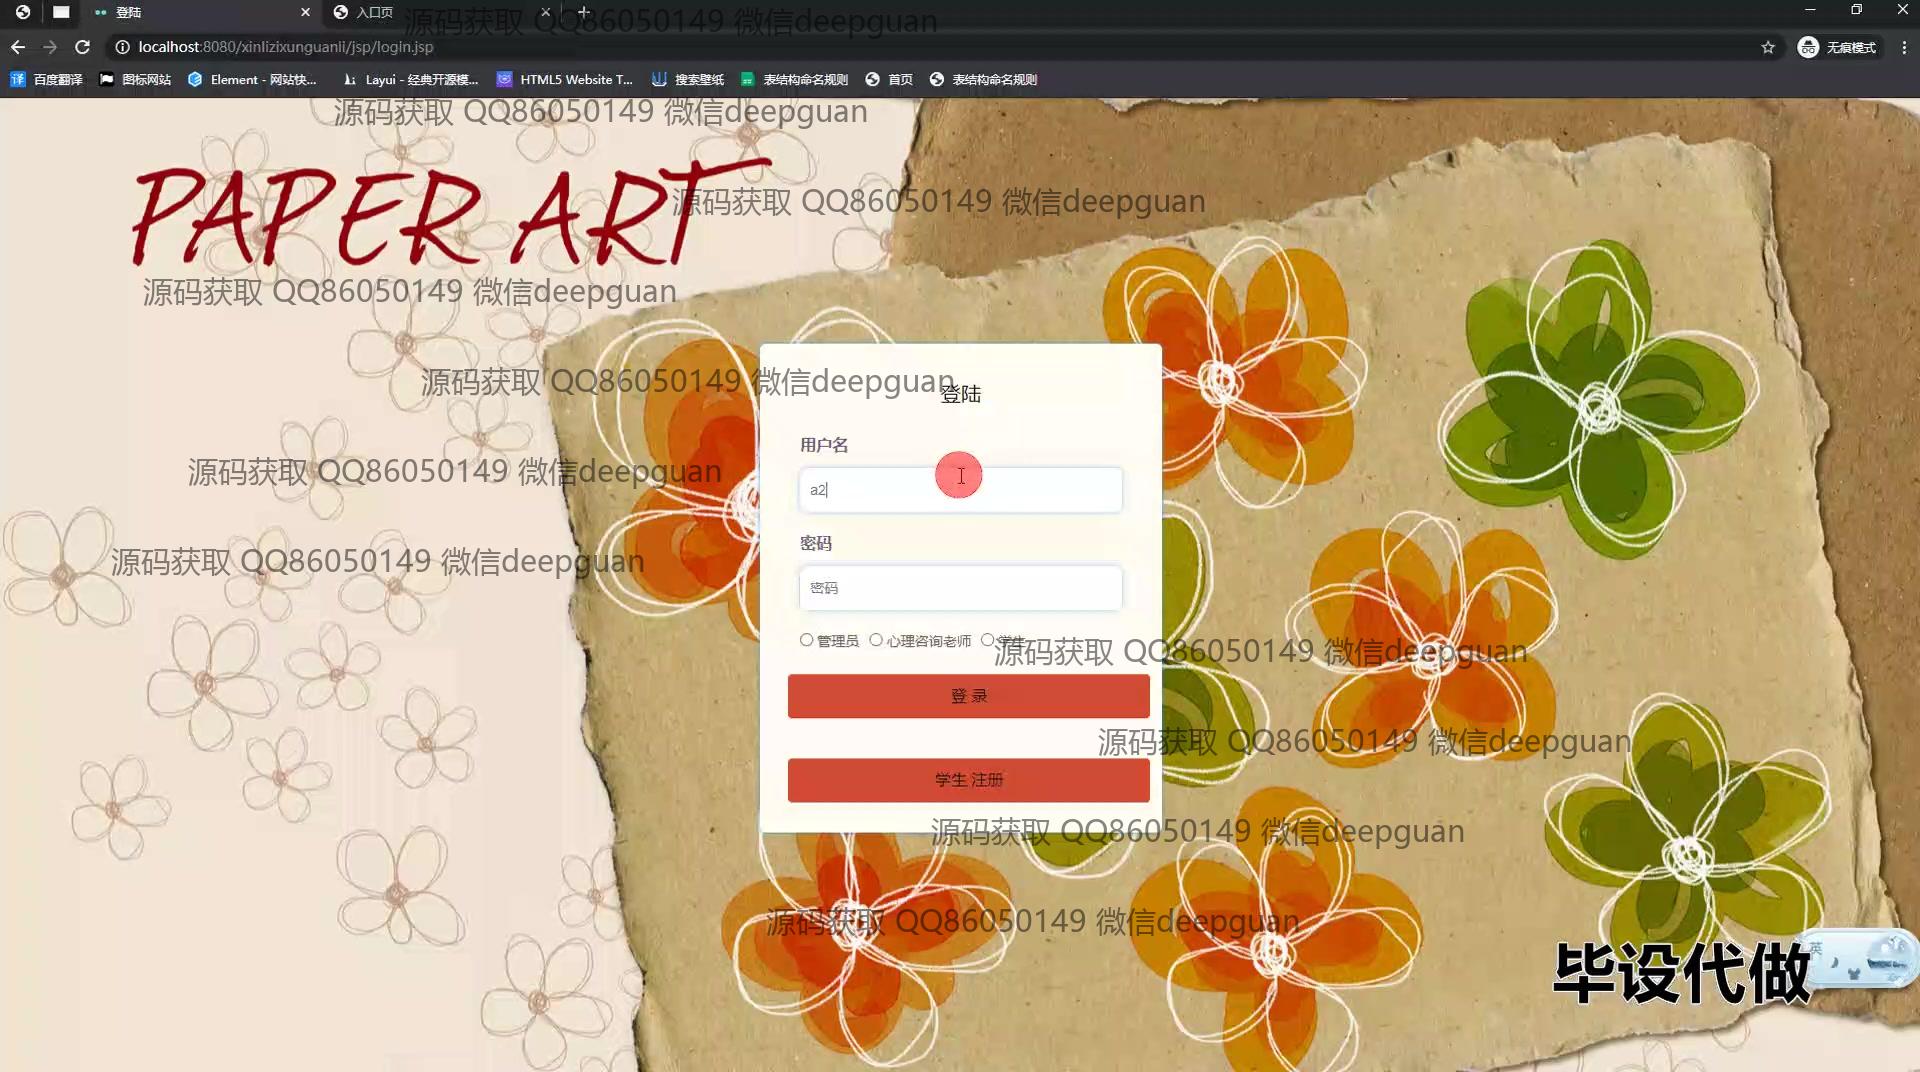 登陆
入口页
源码获取 QQ86050149 微信deepguan
localhost:8080/xinlizixunguanli/jsp/login.jsp
无痕模式
百度翻译
图标网站
Element - 网站快...
Layui - 经典开源模...
HTML5 Website T...
搜索壁纸
表结构命名规则
首页
表结构命名规则
源码获取 QQ86050149 微信deepguan
PAPER ART
源码获取 QQ86050149 微信deepguan
源码获取 QQ86050149 微信deepguan
源码获取 QQ86050149 微信deepguan
登陆
用户名
源码获取 QQ86050149 微信deepguan
a2
密码
源码获取 QQ86050149 微信deepguan
密码
管理员 心理咨询老师 学生
源码获取 QQ86050149 微信deepguan
登 录
源码获取 QQ86050149 微信deepguan
学生 注册
源码获取 QQ86050149 微信deepguan
源码获取 QQ86050149 微信deepguan
英
毕设代做